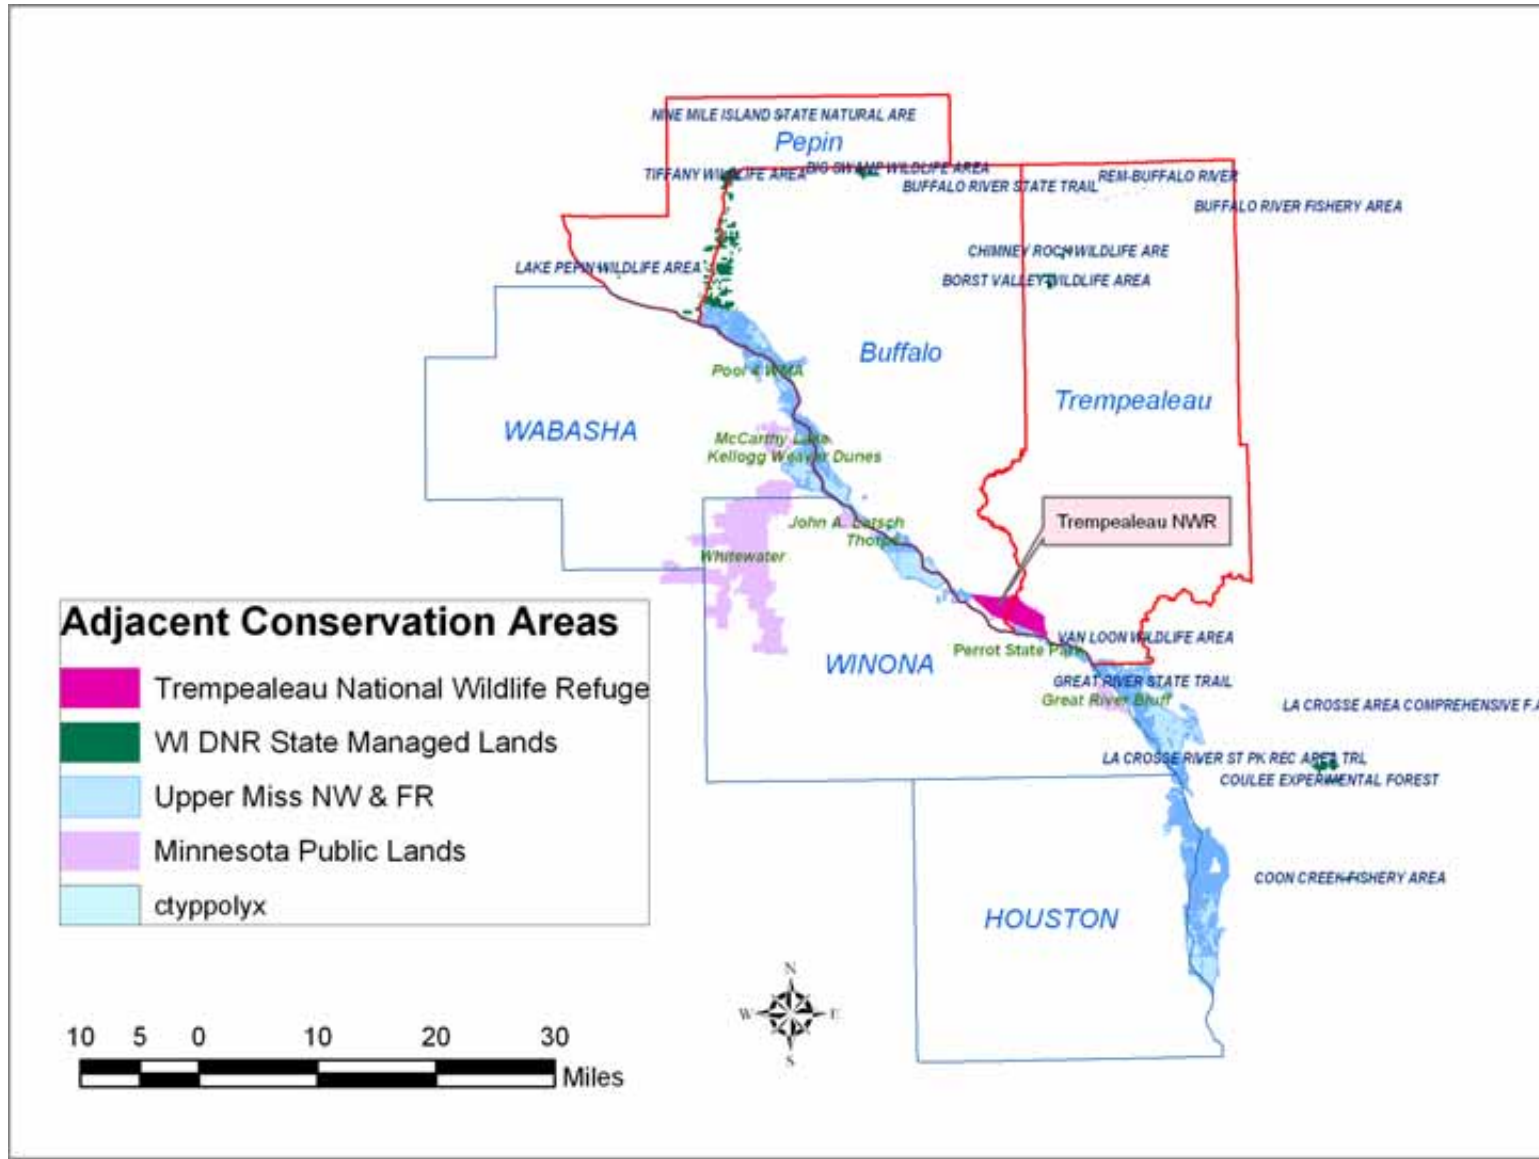 NINE MILE ISLAND STATE NATURAL ARE
Pepin
TIFFANY WILDLIFE AREA
BIG SWAMP WILDLIFE AREA
BUFFALO RIVER STATE TRAIL
REM-BUFFALO RIVER
BUFFALO RIVER FISHERY AREA
CHIMNEY ROCK WILDLIFE ARE
LAKE PEPIN WILDLIFE AREA
BORST VALLEY WILDLIFE AREA
Buffalo
Pool 4 WMA
Trempealeau
WABASHA
McCarthy Lake
Kellogg Weaver Dunes
John A. Latsch
Thorpe
Trempealeau NWR
Whitewater
VAN LOON WILDLIFE AREA
Perrot State Park
WINONA
GREAT RIVER STATE TRAIL
Great River Bluff
LA CROSSE AREA COMPREHENSIVE F.A
LA CROSSE RIVER ST PK REC AREA TRL
COULEE EXPERIMENTAL FOREST
COON CREEK FISHERY AREA
HOUSTON
Adjacent Conservation Areas
Trempealeau National Wildlife Refuge
WI DNR State Managed Lands
Upper Miss NW & FR
Minnesota Public Lands
ctyppolyx
N
W E
S
10 5 0 10 20 30
Miles